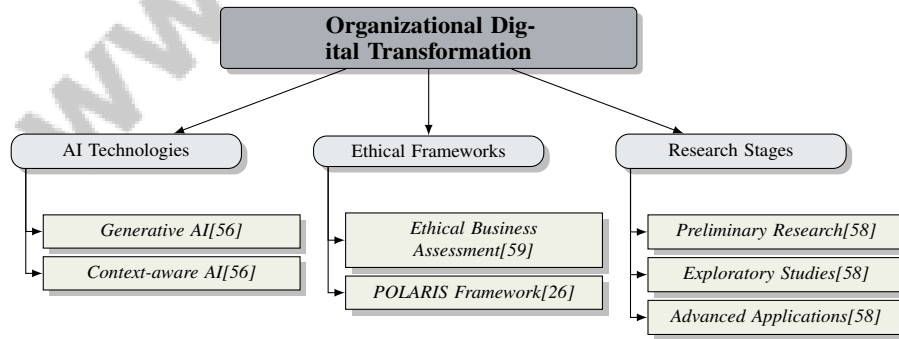 Organizational Dig-
ital Transformation
AI Technologies
Ethical Frameworks
Research Stages
Generative AI[56]
Context-aware AI[56]
Ethical Business
Assessment[59]
POLARIS Framework[26]
Preliminary Research[58]
Exploratory Studies[58]
Advanced Applications[58]
www